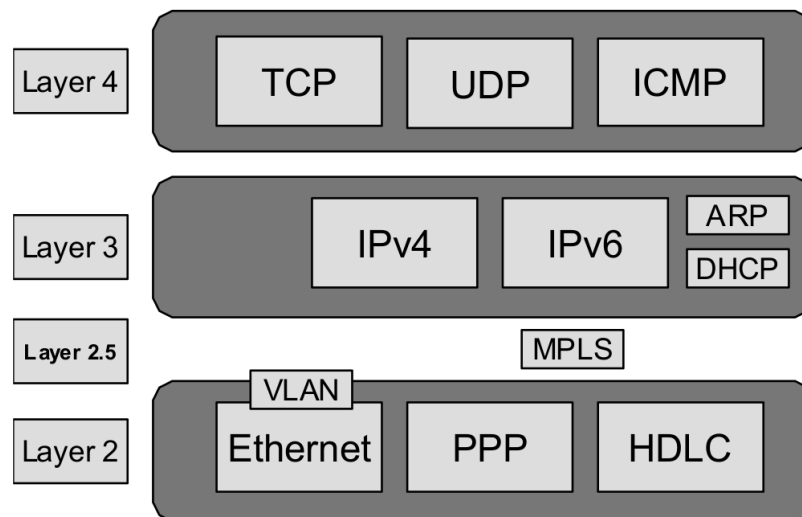 Layer 4
TCP
UDP
ICMP
Layer 3
IPv4
IPv6
ARP
DHCP
Layer 2.5
MPLS
VLAN
Layer 2
Ethernet
PPP
HDLC